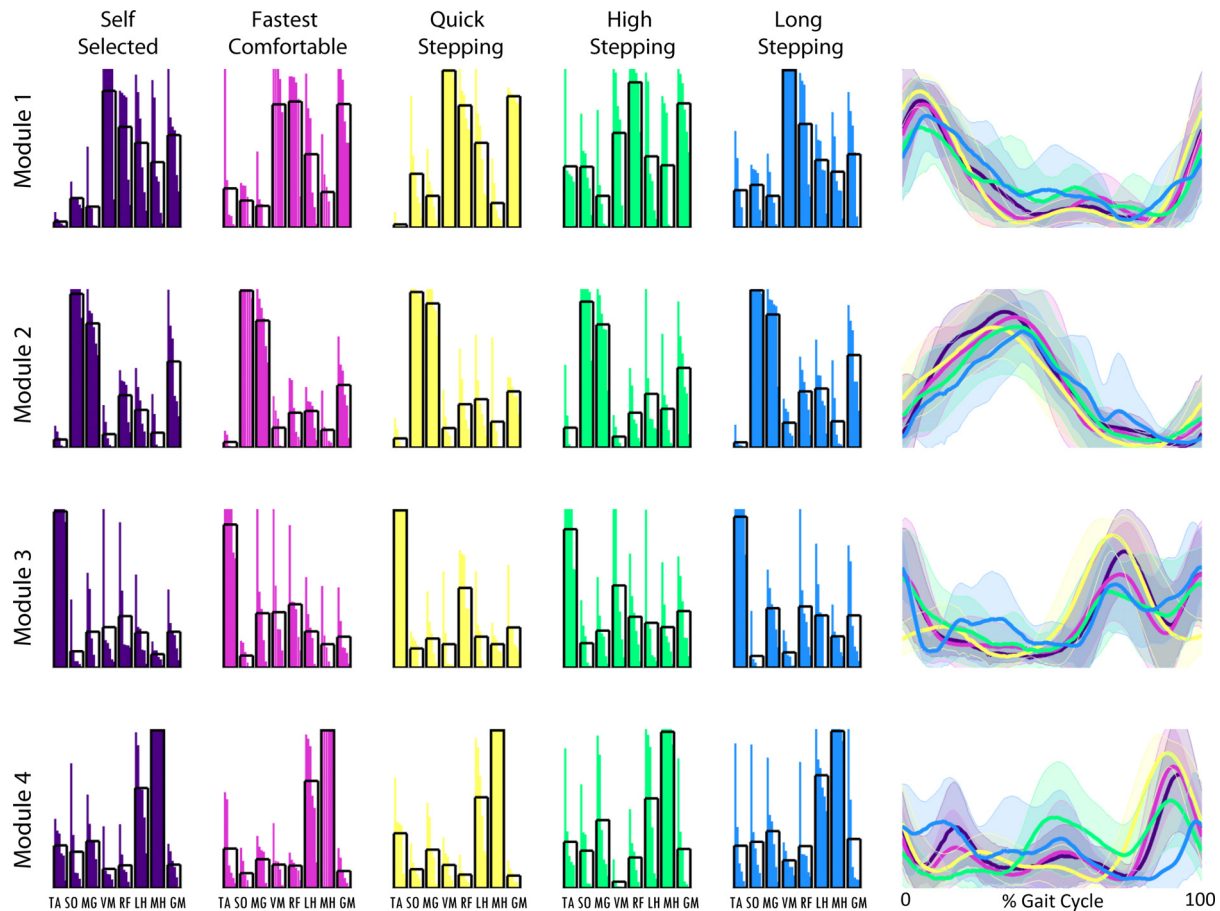 Self Selected
Fastest Comfortable
Quick Stepping
High Stepping
Long Stepping
Module 1
Module 2
Module 3
Module 4
TA SO MG VM RF LH MH GM
TA SO MG VM RF LH MH GM
TA SO MG VM RF LH MH GM
TA SO MG VM RF LH MH GM
TA SO MG VM RF LH MH GM
0 % Gait Cycle 100